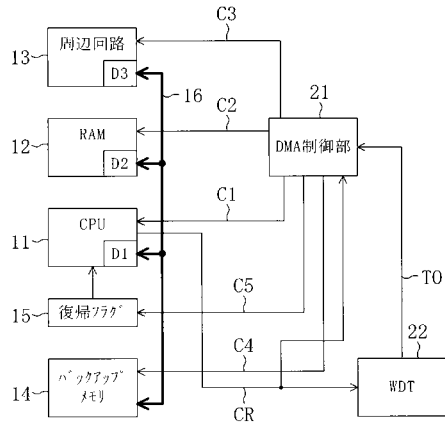 C3
周辺回路
13
D3
16
21
RAM
C2
DMA制御部
12
D2
CPU
C1
11
D1
TO
C5
15
復帰フラグ
22
C4
バックアップ
メモリ
14
WDT
CR